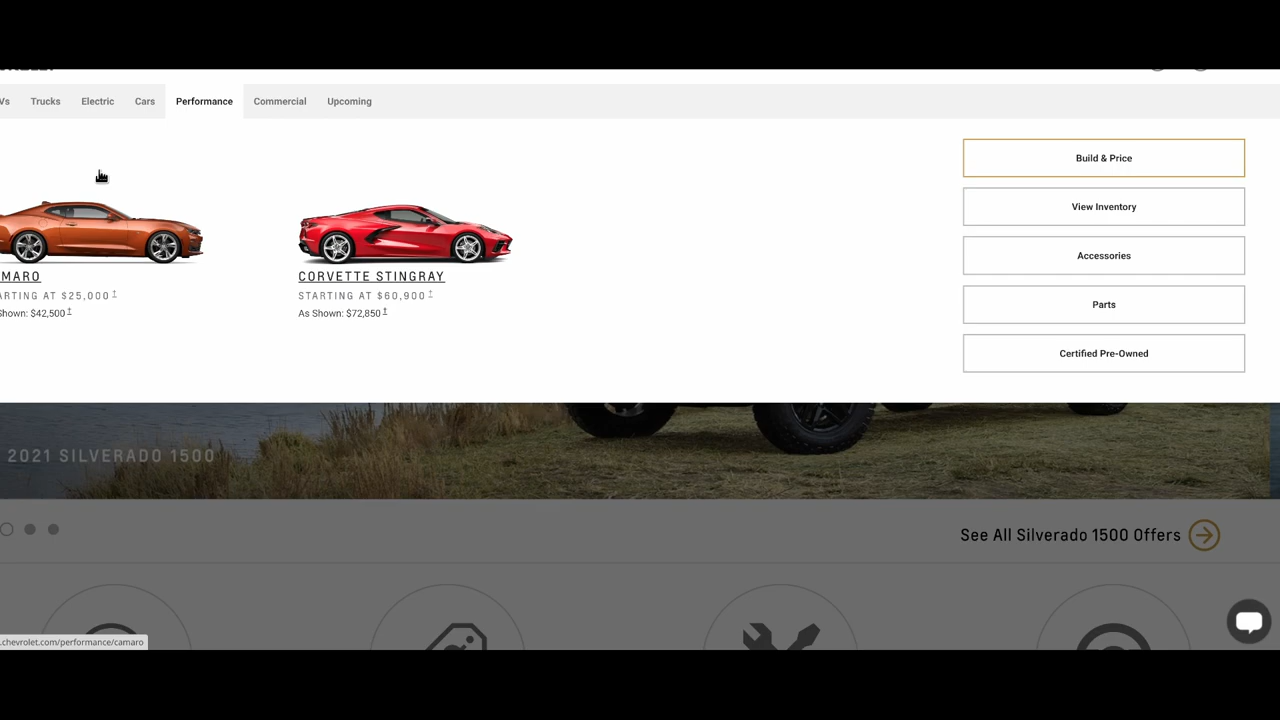 Vs Trucks Electric Cars Performance Commercial Upcoming
Build & Price
View Inventory
Accessories
Parts
Certified Pre-Owned
MARO
ARTING AT $25,000†
Shown: $42,500‡
CORVETTE STINGRAY
STARTING AT $60,900†
As Shown: $72,850‡
2021 SILVERADO 1500
See All Silverado 1500 Offers
.chevrolet.com/performance/camaro